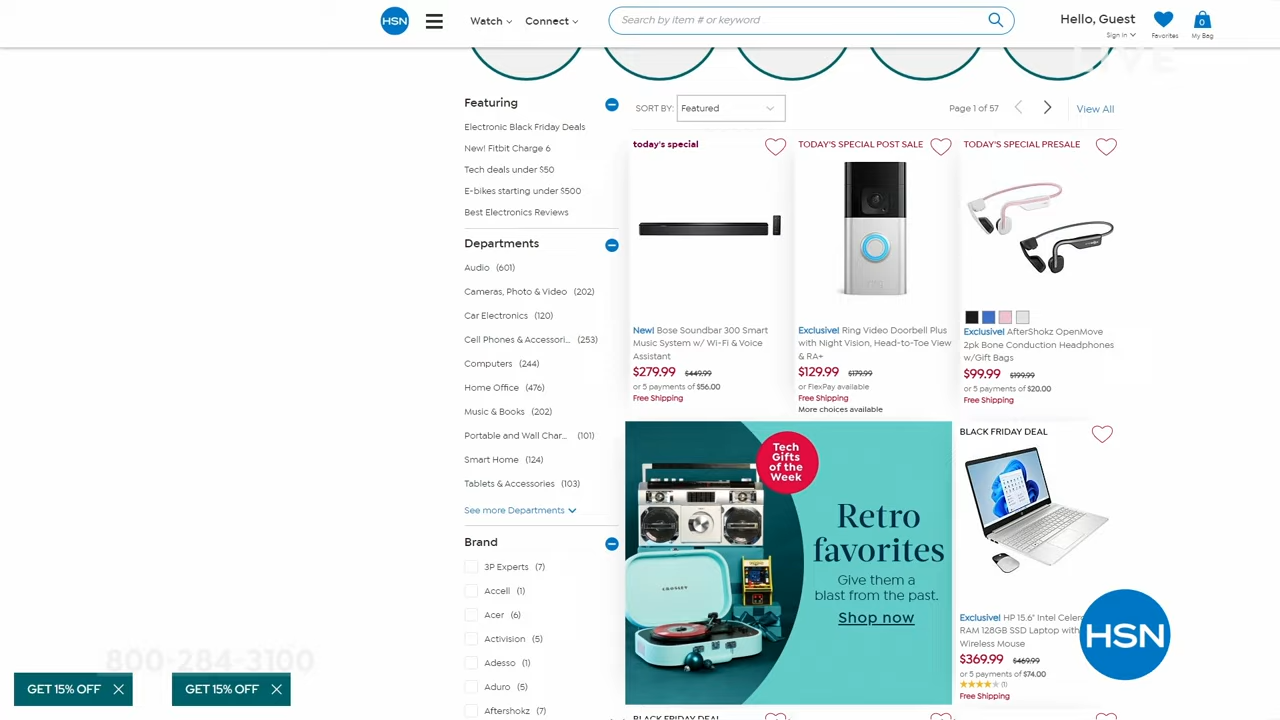 HSN
Watch
Connect
Search by item # or keyword
Hello, Guest
Sign In
Favorites
0
My Bag
LIVE
Featuring
Electronic Black Friday Deals
New! Fitbit Charge 6
Tech deals under $50
E-bikes starting under $500
Best Electronics Reviews
Departments
Audio (601)
Cameras, Photo & Video (202)
Car Electronics (120)
Cell Phones & Accessori... (253)
Computers (244)
Home Office (476)
Music & Books (202)
Portable and Wall Char... (101)
Smart Home (124)
Tablets & Accessories (103)
See more Departments
Brand
3P Experts (7)
Accell (1)
Acer (6)
Activision (5)
Adesso (1)
Aduro (5)
Aftershokz (7)
SORT BY: Featured
Page 1 of 57
View All
today's special
New! Bose Soundbar 300 Smart
Music System w/ Wi-Fi & Voice
Assistant
$279.99 $449.99
or 5 payments of $56.00
Free Shipping
TODAY'S SPECIAL POST SALE
ring
Exclusive! Ring Video Doorbell Plus
with Night Vision, Head-to-Toe View
& RA+
$129.99 $179.99
or FlexPay available
Free Shipping
More choices available
TODAY'S SPECIAL PRESALE
Exclusive! AfterShokz OpenMove
2pk Bone Conduction Headphones
w/Gift Bags
$99.99 $199.99
or 5 payments of $20.00
Free Shipping
Tech
Gifts
of the
Week
CROSLEY
Retro
favorites
Give them a
blast from the past.
Shop now
BLACK FRIDAY DEAL
Exclusive! HP 15.6" Intel Celer
RAM 128GB SSD Laptop with
Wireless Mouse
$369.99 $469.99
or 5 payments of $74.00
(1)
Free Shipping
HSN
BLACK FRIDAY DEAL
800-284-3100
GET 15% OFF
GET 15% OFF